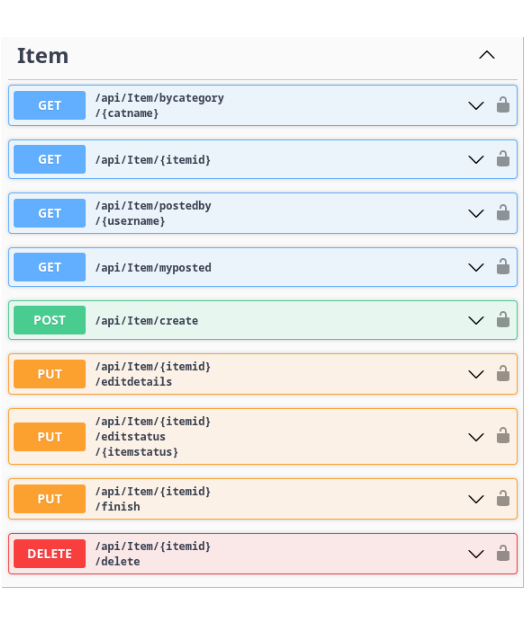 Item
GET
/api/Item/bycategory
/{catname}
GET
/api/Item/{itemid}
GET
/api/Item/postedby
/{username}
GET
/api/Item/myposted
POST
/api/Item/create
PUT
/api/Item/{itemid}
/editdetails
PUT
/api/Item/{itemid}
/editstatus
/{itemstatus}
PUT
/api/Item/{itemid}
/finish
DELETE
/api/Item/{itemid}
/delete